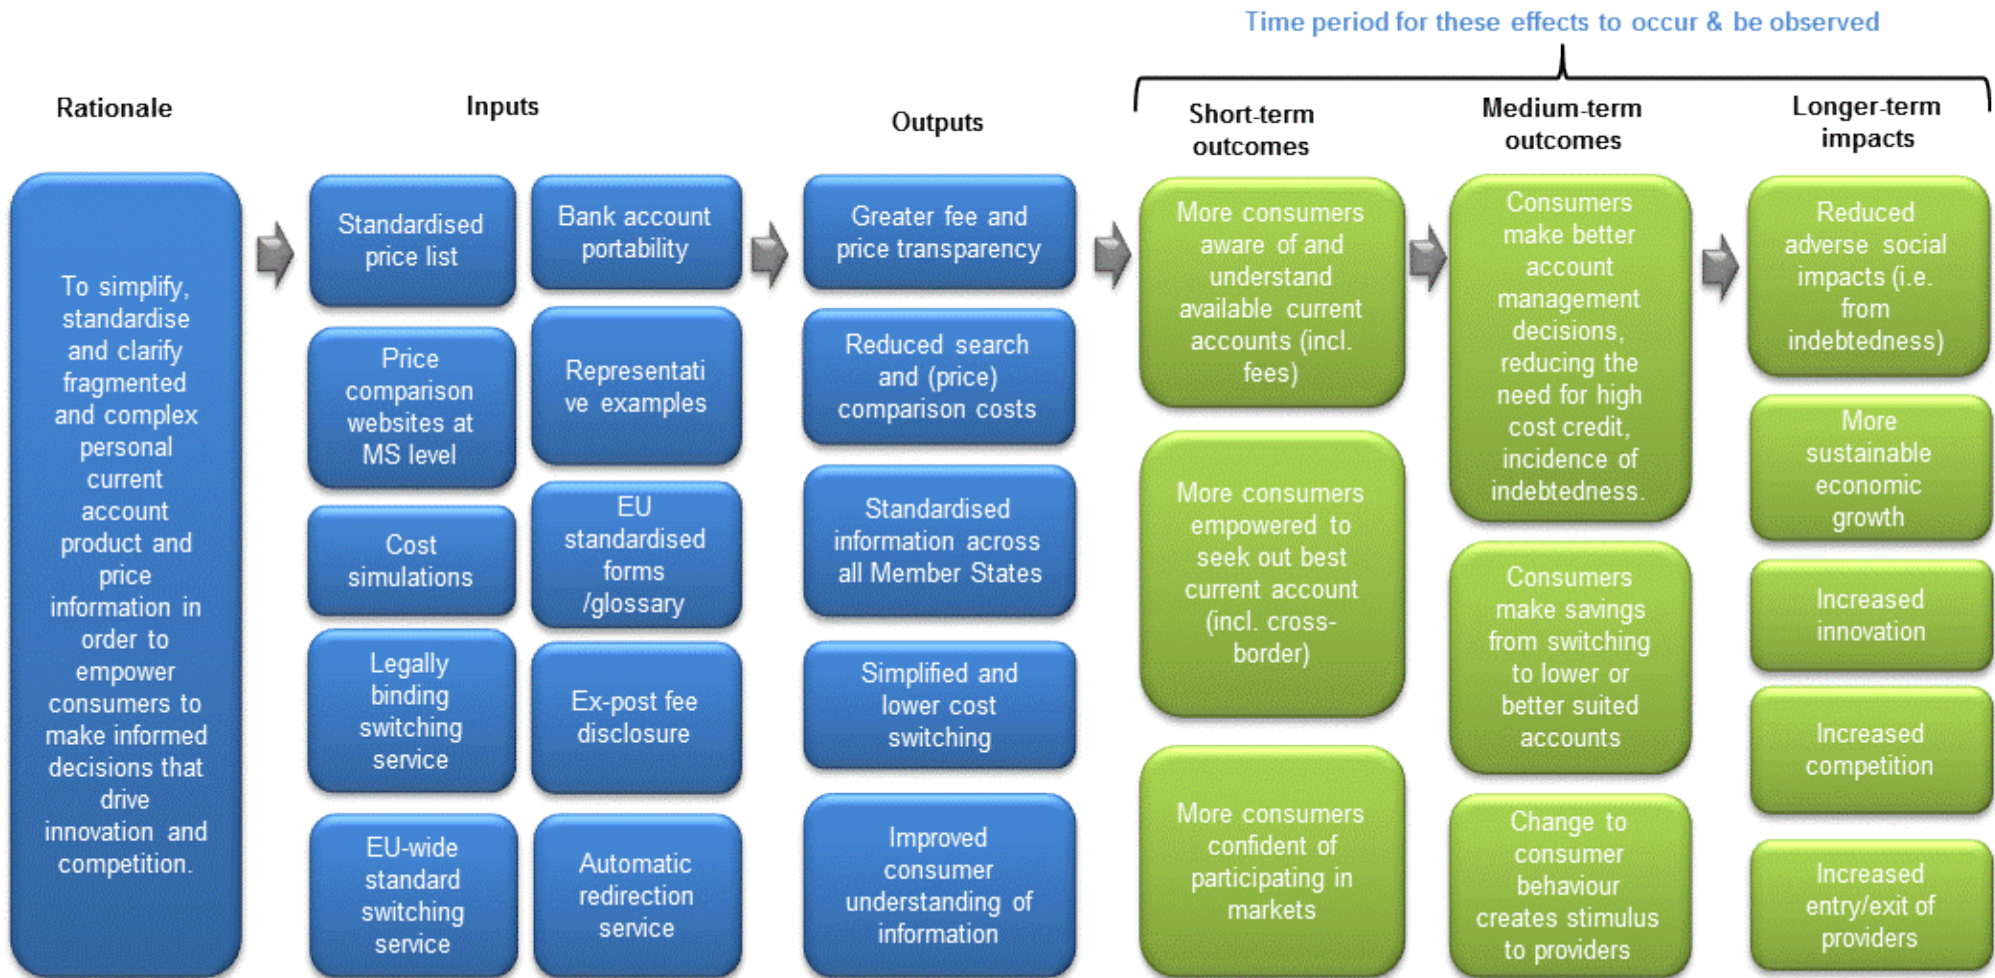 Time period for these effects to occur & be observed
Rationale
Inputs
Outputs
Short-term
outcomes
Medium-term
outcomes
Longer-term
impacts
To simplify,
standardise
and clarify
fragmented
and complex
personal
current
account
product and
price
information in
order to
empower
consumers to
make informed
decisions that
drive
innovation and
competition.
Standardised
price list
Price
comparison
websites at
MS level
Cost
simulations
Legally
binding
switching
service
EU-wide
standard
switching
service
Bank account
portability
Representati
ve examples
EU
standardised
forms
/glossary
Ex-post fee
disclosure
Automatic
redirection
service
Greater fee and
price transparency
Reduced search
and (price)
comparison costs
Standardised
information across
all Member States
Simplified and
lower cost
switching
Improved
consumer
understanding of
information
More consumers
aware of and
understand
available current
accounts (incl.
fees)
More consumers
empowered to
seek out best
current account
(incl. cross-
border)
More consumers
confident of
participating in
markets
Consumers
make better
account
management
decisions,
reducing the
need for high
cost credit,
incidence of
indebtedness.
Consumers
make savings
from switching
to lower or
better suited
accounts
Change to
consumer
behaviour
creates stimulus
to providers
Reduced
adverse social
impacts (i.e.
from
indebtedness)
More
sustainable
economic
growth
Increased
innovation
Increased
competition
Increased
entry/exit of
providers